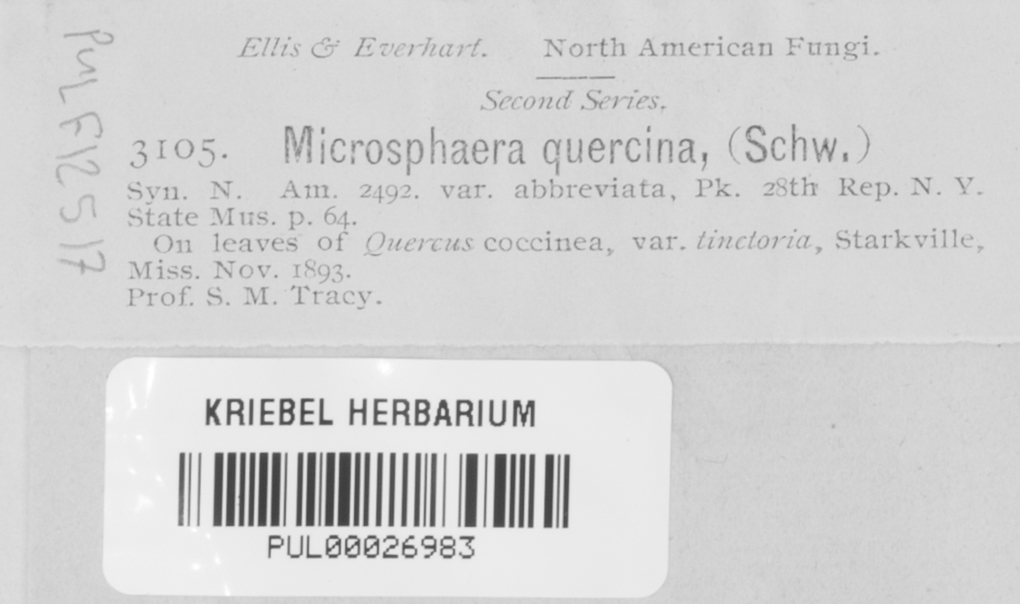 Ellis & Everhart. North American Fungi.
Second Series.
3105. Microsphaera quercina, (Schw.)
Syn. N. Am. 2492. var. abbreviata, Pk. 28th Rep. N. Y.
State Mus. p. 64.
On leaves of Quercus coccinea, var. tinctoria, Starkville,
Miss. Nov. 1893.
Prof. S. M. Tracy.
PUL F12517
KRIEBEL HERBARIUM
PUL00026983